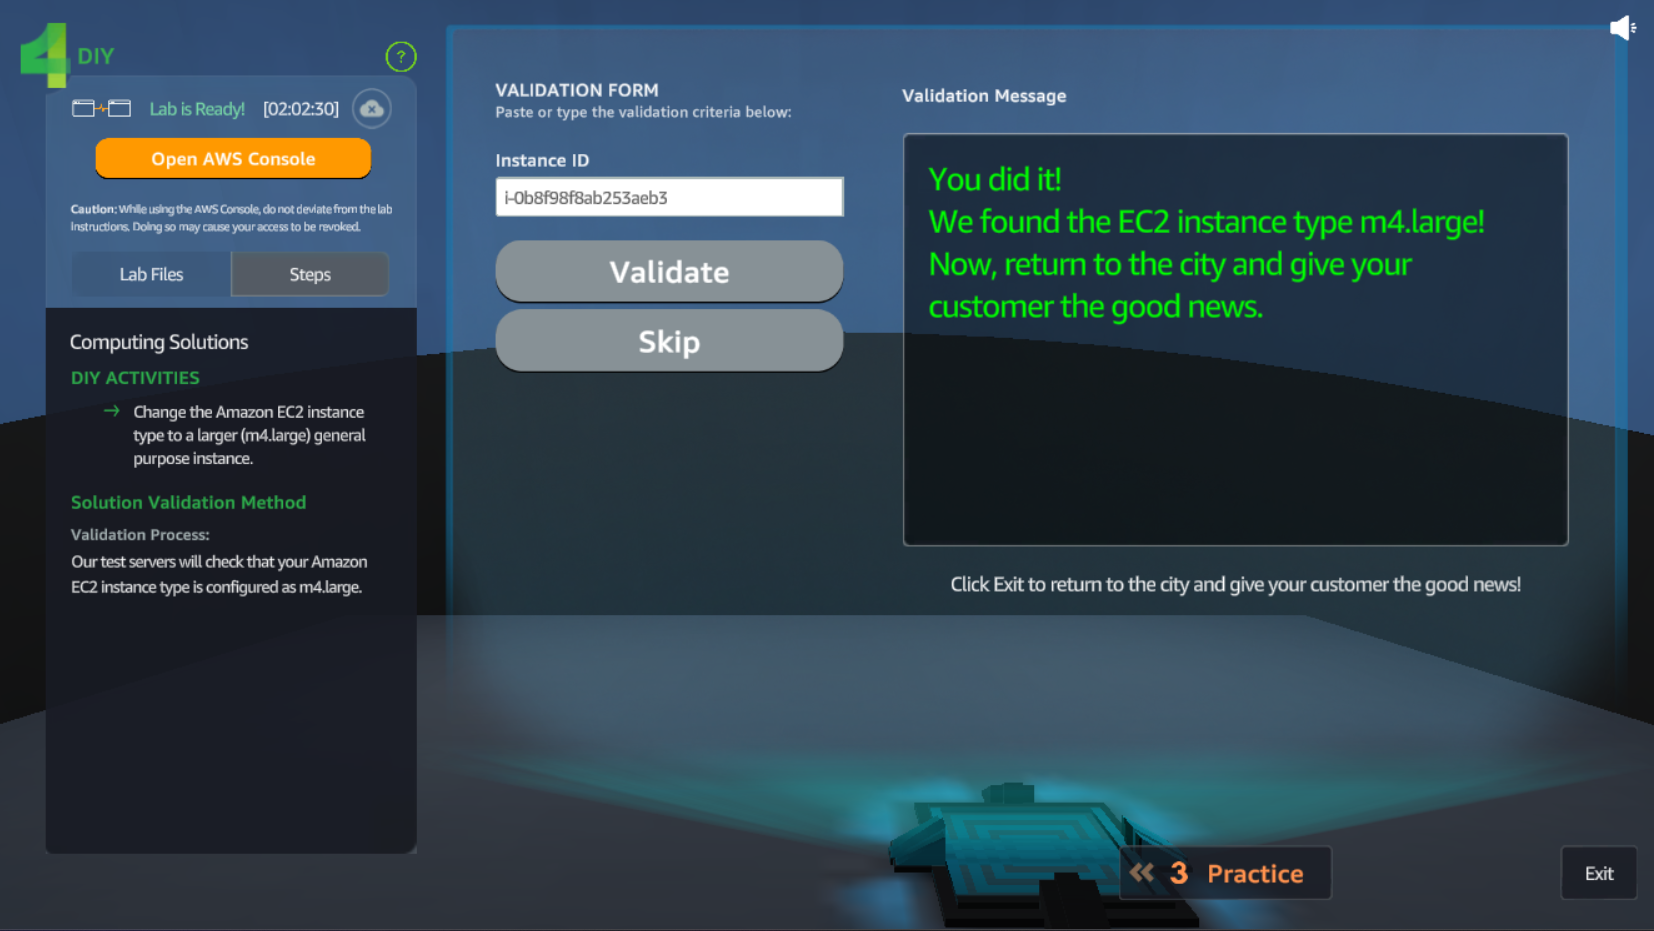 4 DIY
?
Lab is Ready! [02:02:30]
Open AWS Console
Caution: While using the AWS Console, do not deviate from the lab
instructions. Doing so may cause your access to be revoked.
Lab Files
Steps
Computing Solutions
DIY ACTIVITIES
→ Change the Amazon EC2 instance
type to a larger (m4.large) general
purpose instance.
Solution Validation Method
Validation Process:
Our test servers will check that your Amazon
EC2 instance type is configured as m4.large.
VALIDATION FORM
Paste or type the validation criteria below:
Instance ID
i-0b8f98f8ab253aeb3
Validate
Skip
Validation Message
You did it!
We found the EC2 instance type m4.large!
Now, return to the city and give your
customer the good news.
Click Exit to return to the city and give your customer the good news!
« 3 Practice
Exit